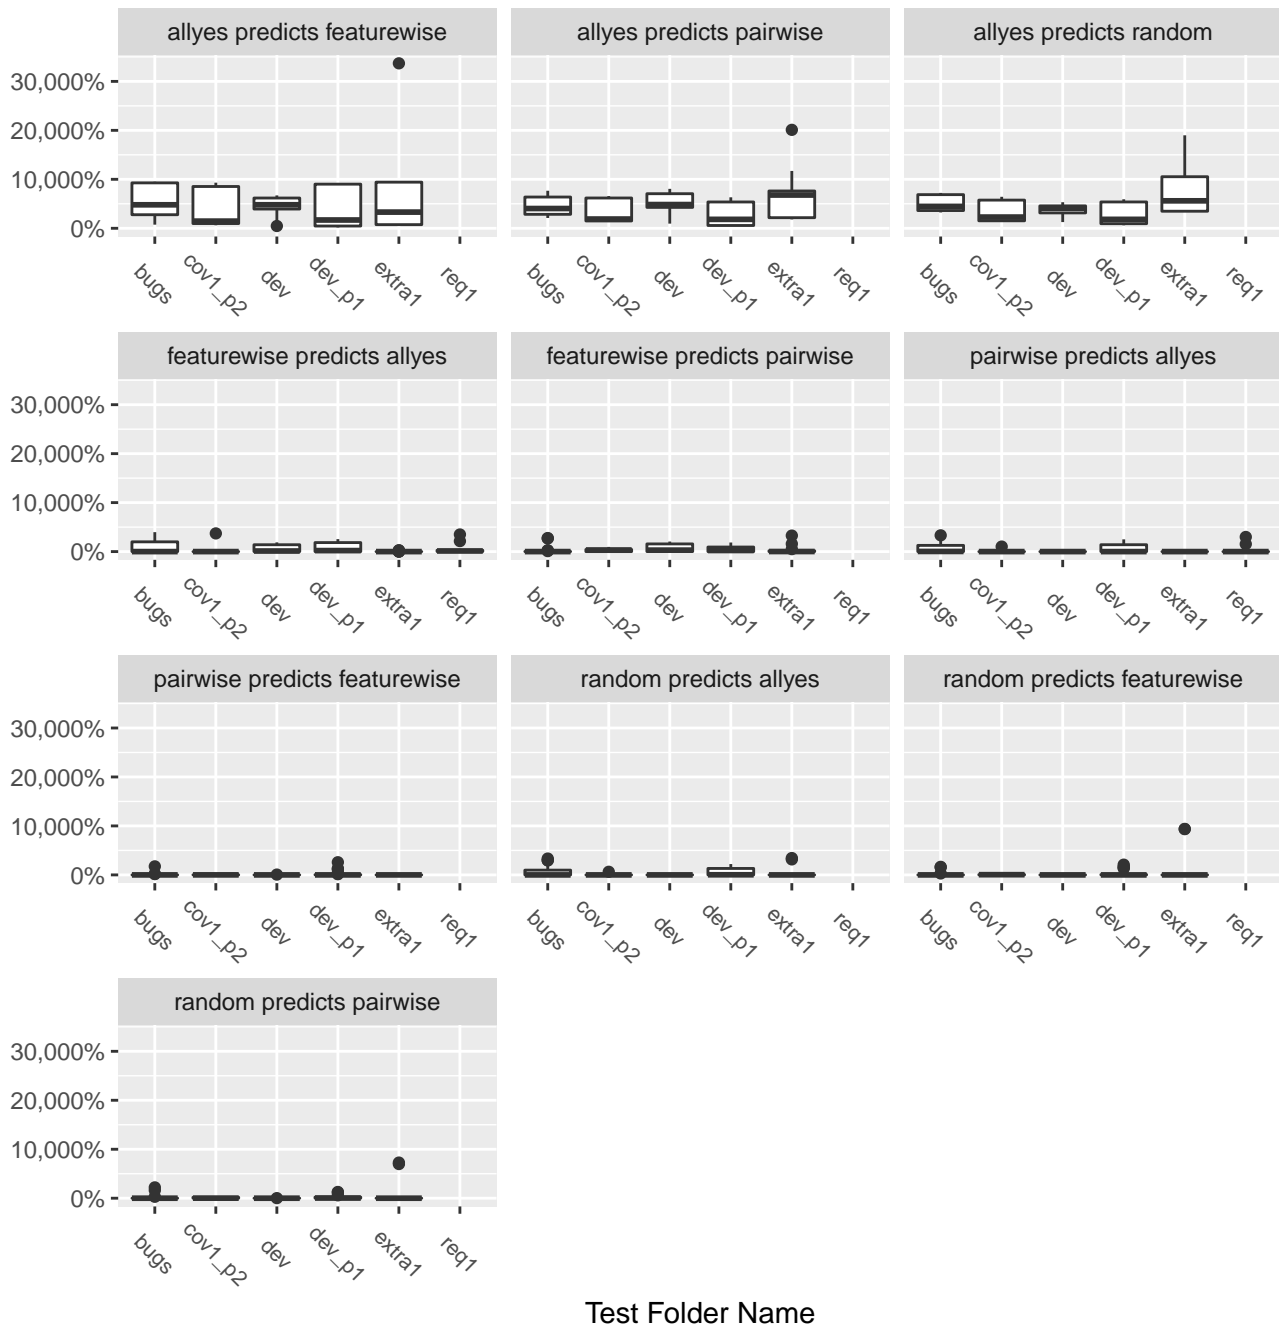 allyes predicts featurewise
allyes predicts pairwise
allyes predicts random
30,000%
20,000%
10,000%
0%
bugs
cov1_p2
dev
dev_p1
extra1
req1
bugs
cov1_p2
dev
dev_p1
extra1
req1
bugs
cov1_p2
dev
dev_p1
extra1
req1
featurewise predicts allyes
featurewise predicts pairwise
pairwise predicts allyes
30,000%
20,000%
10,000%
0%
bugs
cov1_p2
dev
dev_p1
extra1
req1
bugs
cov1_p2
dev
dev_p1
extra1
req1
bugs
cov1_p2
dev
dev_p1
extra1
req1
pairwise predicts featurewise
random predicts allyes
random predicts featurewise
30,000%
20,000%
10,000%
0%
bugs
cov1_p2
dev
dev_p1
extra1
req1
bugs
cov1_p2
dev
dev_p1
extra1
req1
bugs
cov1_p2
dev
dev_p1
extra1
req1
random predicts pairwise
30,000%
20,000%
10,000%
0%
bugs
cov1_p2
dev
dev_p1
extra1
req1
Test Folder Name